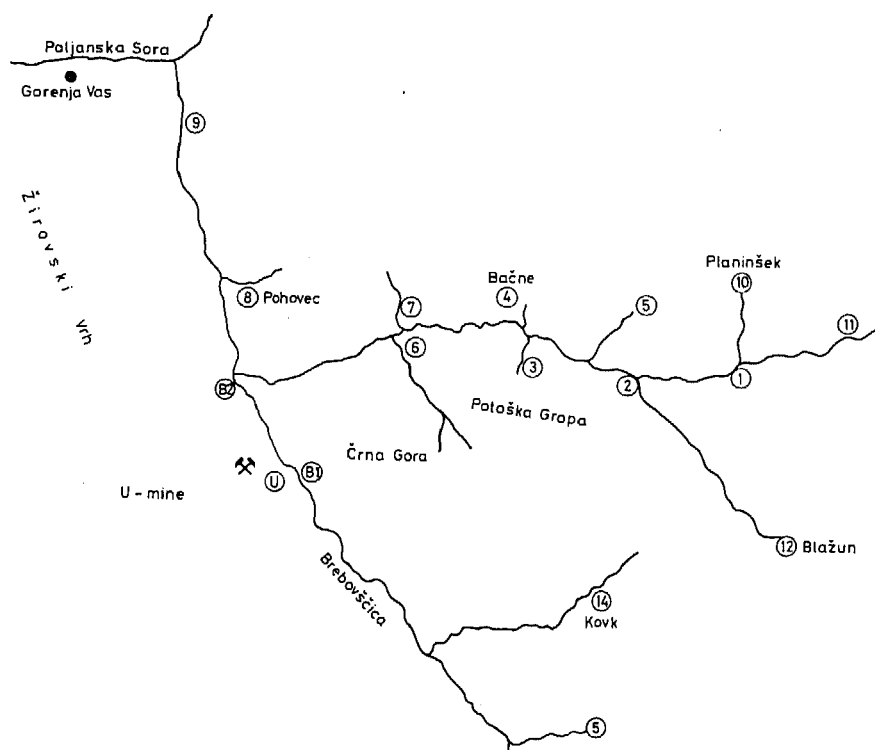 Poljanska Sora
Gorenja Vas
9
Žirovski vrh
8 Pohovec
7
Bačne
4
5
Planinšek
10
11
6
3
2
1
B2
Potoška Grapa
Črna Gora
U
B1
U - mine
12 Blažun
Brebovščica
14
Kovk
5